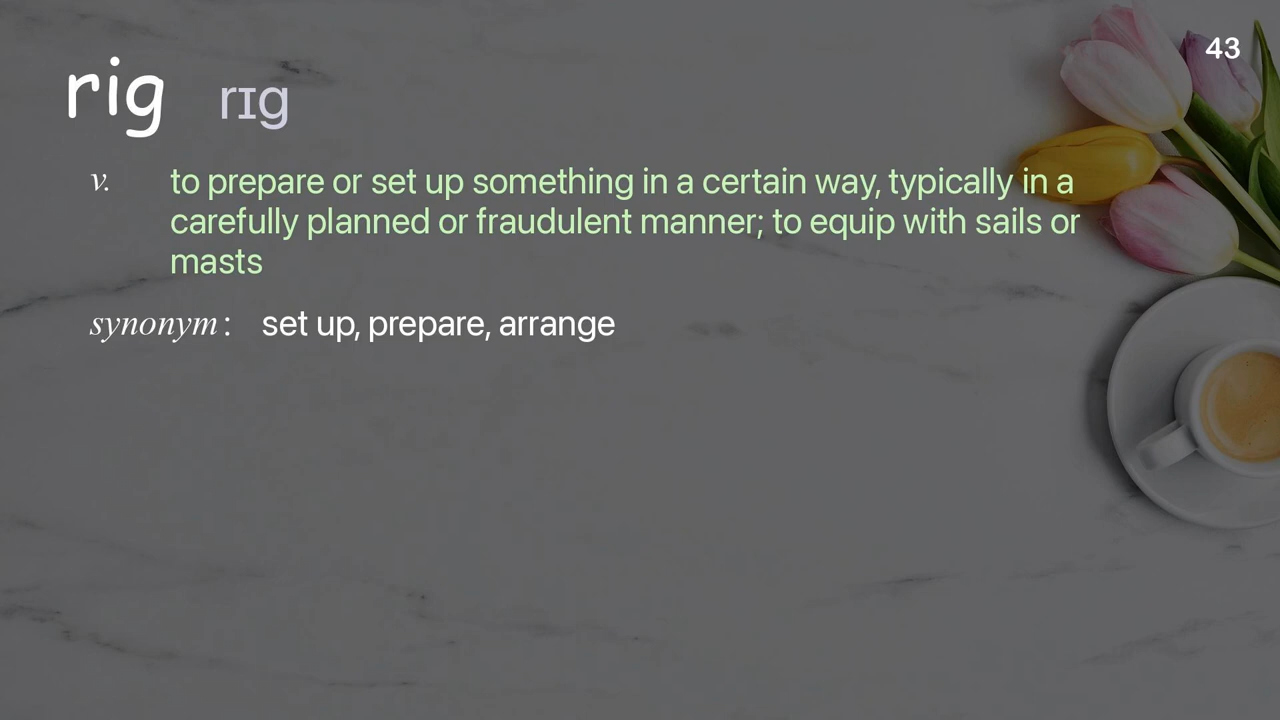 43
rig rɪg
v. to prepare or set up something in a certain way, typically in a
carefully planned or fraudulent manner; to equip with sails or
masts
synonym: set up, prepare, arrange